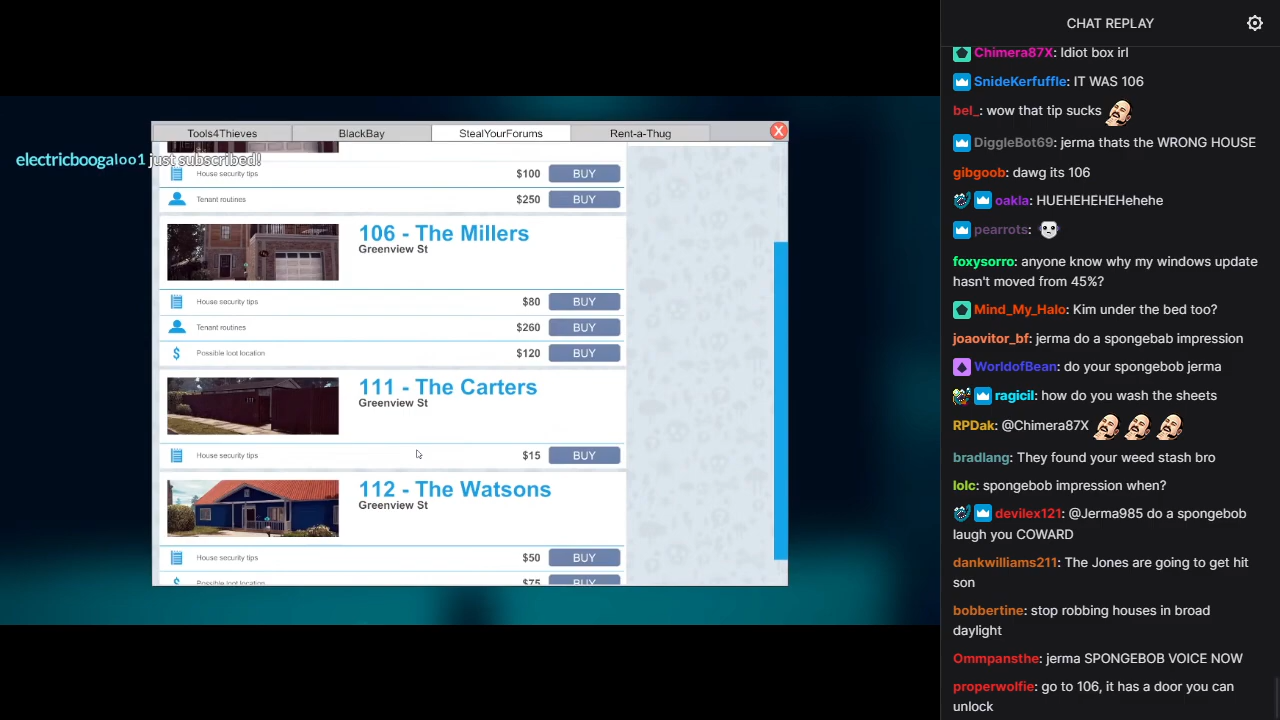 CHAT REPLAY
Tools4Thieves
BlackBay
StealYourForums
Rent-a-Thug
X
electricboogaloo1 just subscribed!
House security tips $100 BUY
Tenant routines $250 BUY
106 - The Millers
Greenview St
House security tips $80 BUY
Tenant routines $260 BUY
Possible loot location $120 BUY
111 - The Carters
Greenview St
House security tips $15 BUY
112 - The Watsons
Greenview St
House security tips $50 BUY
Possible loot location $75 BUY
Chimera87X: Idiot box irl
SnideKerfuffle: IT WAS 106
bel_: wow that tip sucks
DiggleBot69: jerma thats the WRONG HOUSE
gibgoob: dawg its 106
oakla: HUEHEHEHEHehehe
pearrots:
foxysorro: anyone know why my windows update
hasn't moved from 45%?
Mind_My_Halo: Kim under the bed too?
joaovitor_bf: jerma do a spongebab impression
WorldofBean: do your spongebob jerma
ragicil: how do you wash the sheets
RPDak: @Chimera87X
bradlang: They found your weed stash bro
lolc: spongebob impression when?
devilex121: @Jerma985 do a spongebob
laugh you COWARD
dankwilliams211: The Jones are going to get hit
son
bobbertine: stop robbing houses in broad
daylight
Ommpansthe: jerma SPONGEBOB VOICE NOW
properwolfie: go to 106, it has a door you can
unlock